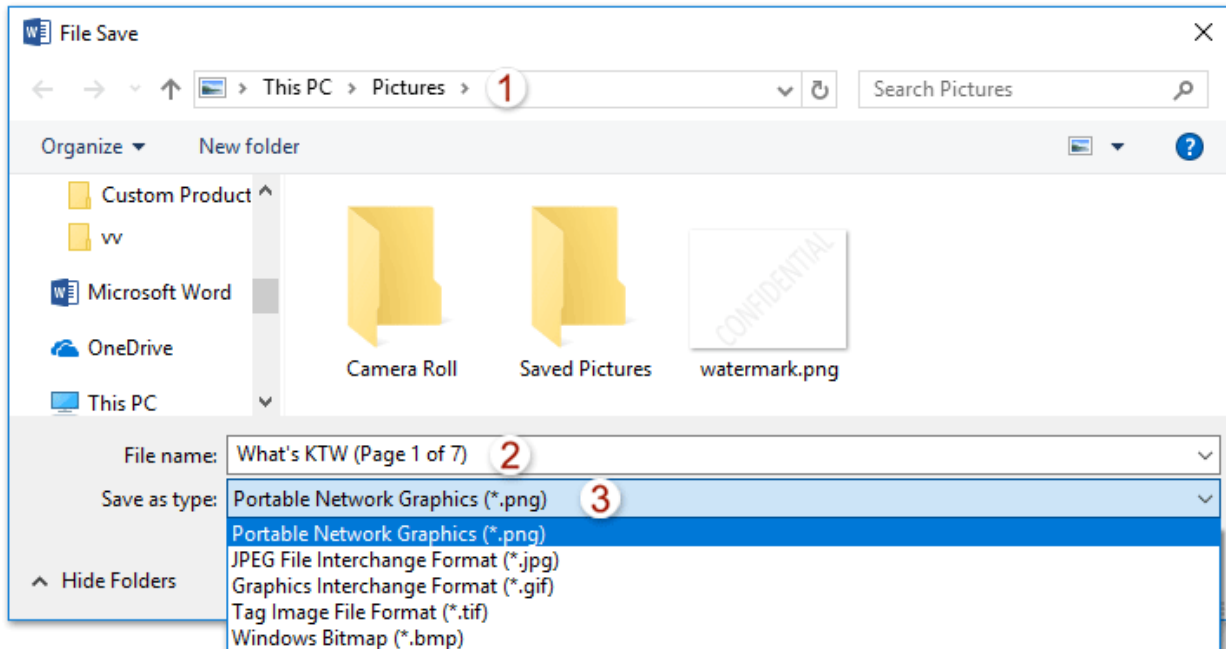 File Save
This PC > Pictures > 1
Search Pictures
Organize
New folder
Custom Product
vv
Microsoft Word
OneDrive
This PC
CONFIDENTIAL
Camera Roll
Saved Pictures
watermark.png
File name: What's KTW (Page 1 of 7) 2
Save as type: Portable Network Graphics (*.png) 3
Portable Network Graphics (*.png)
JPEG File Interchange Format (*.jpg)
Graphics Interchange Format (*.gif)
Tag Image File Format (*.tif)
Windows Bitmap (*.bmp)
Hide Folders